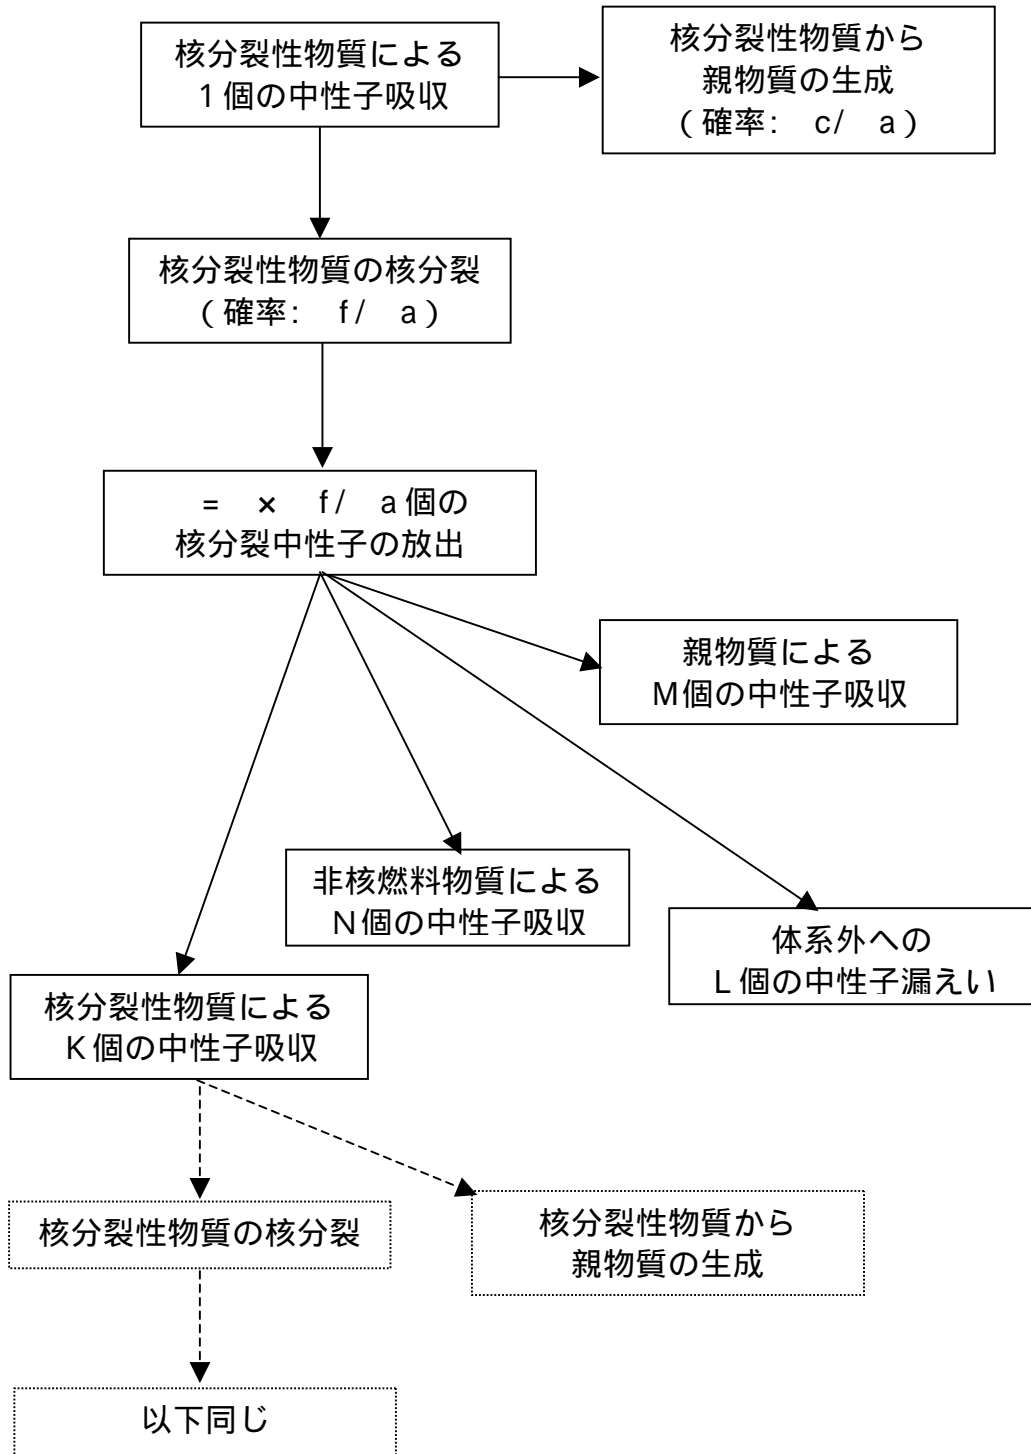 核分裂性物質による
1個の中性子吸収
核分裂性物質から
親物質の生成
（確率: c/ a）
核分裂性物質の核分裂
（確率: f/ a）
= × f/ a個の
核分裂中性子の放出
親物質による
M個の中性子吸収
非核燃料物質による
N個の中性子吸収
体系外への
L個の中性子漏えい
核分裂性物質による
K個の中性子吸収
核分裂性物質の核分裂
核分裂性物質から
親物質の生成
以下同じ